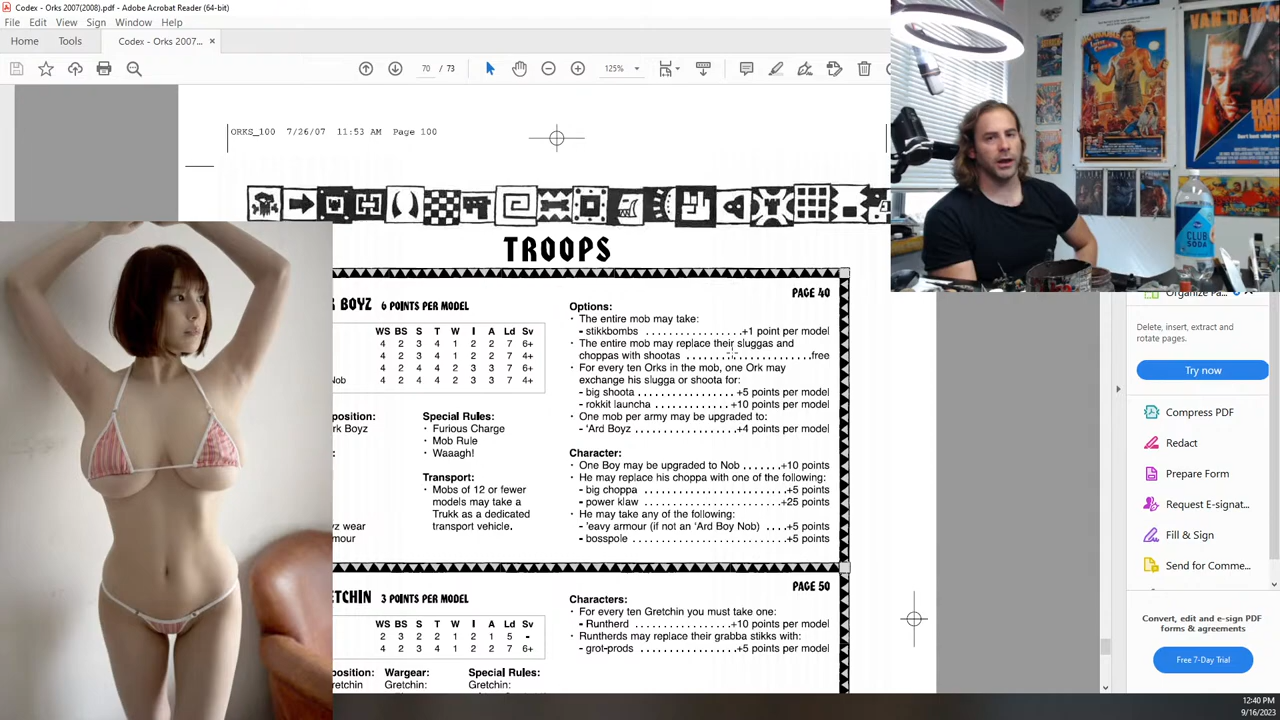 Codex - Orks 2007(2008).pdf - Adobe Acrobat Reader (64-bit)
File Edit View Sign Window Help
Home Tools Codex - Orks 2007... ×
70 / 73 125%
ORKS_100 7/26/07 11:53 AM Page 100
TROOPS
PAGE 40
BOYZ 6 POINTS PER MODEL
WS BS S T W I A Ld Sv
4 2 3 4 1 2 2 7 6+
4 2 3 4 1 2 2 7 4+
4 2 4 4 2 3 3 7 6+
Nob 4 2 4 4 2 3 3 7 4+
position:
rk Boyz
yz wear
mour
Special Rules:
· Furious Charge
· Mob Rule
· Waaagh!
Transport:
· Mobs of 12 or fewer
models may take a
Trukk as a dedicated
transport vehicle.
Options:
· The entire mob may take:
- stikkbombs . . . . . . . . . . . . . . . . .+1 point per model
· The entire mob may replace their sluggas and
choppas with shootas . . . . . . . . . . . . . . . . . . . . . .free
· For every ten Orks in the mob, one Ork may
exchange his slugga or shoota for:
- big shoota . . . . . . . . . . . . . . . . . +5 points per model
- rokkit launcha . . . . . . . . . . . . . +10 points per model
· One mob per army may be upgraded to:
- 'Ard Boyz . . . . . . . . . . . . . . . . . .+4 points per model
Character:
· One Boy may be upgraded to Nob . . . . . . .+10 points
· He may replace his choppa with one of the following:
- big choppa . . . . . . . . . . . . . . . . . . . . . . . . .+5 points
- power klaw . . . . . . . . . . . . . . . . . . . . . . . .+25 points
· He may take any of the following:
- 'eavy armour (if not an 'Ard Boy Nob) . . . .+5 points
- bosspole . . . . . . . . . . . . . . . . . . . . . . . . . . .+5 points
PAGE 50
ETCHIN 3 POINTS PER MODEL
WS BS S T W I A Ld Sv
2 3 2 2 1 2 1 5 -
4 2 3 4 1 2 2 7 6+
position:
retchin
Wargear:
Gretchin:
Special Rules:
Gretchin:
Characters:
· For every ten Gretchin you must take one:
- Runtherd . . . . . . . . . . . . . . . . . . . . . . . . . +10 points
· Runtherds may replace their grabba stikks with:
- grot-prods . . . . . . . . . . . . . . . . . . . . . . . . .+5 points
VAN DAMME
CLUB
SODA
Organize Pa...
Delete, insert, extract and
rotate pages.
Try now
Compress PDF
Redact
Prepare Form
Request E-signat...
Fill & Sign
Send for Comme...
Convert, edit and e-sign PDF
forms & agreements
Free 7-Day Trial
12:40 PM
9/16/2023